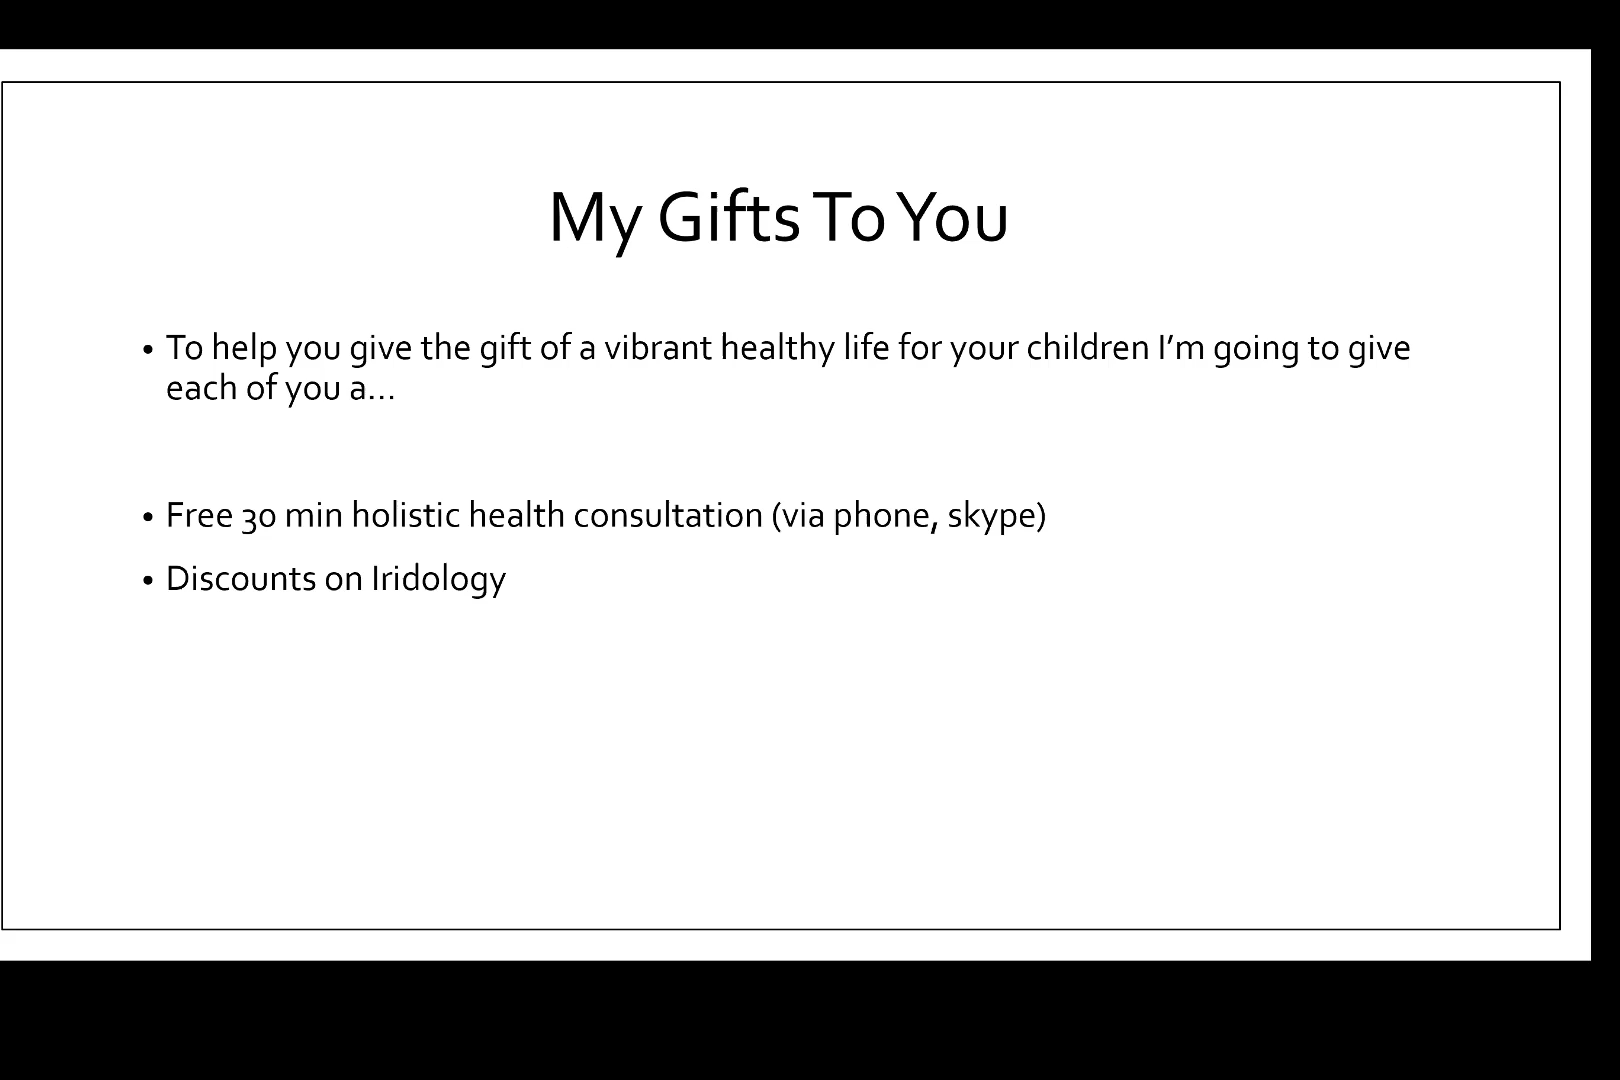 My Gifts To You
• To help you give the gift of a vibrant healthy life for your children I’m going to give
each of you a…
• Free 30 min holistic health consultation (via phone, skype)
• Discounts on Iridology